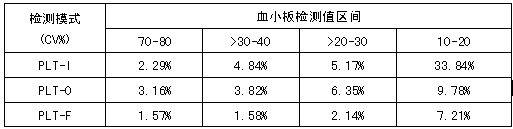 检测模式 血小板检测值区间
(CV%) 70-80 >30-40 >20-30 10-20
PLT-I 2.29% 4.84% 5.17% 33.84%
PLT-O 3.16% 3.82% 6.35% 9.78%
PLT-F 1.57% 1.58% 2.14% 7.21%